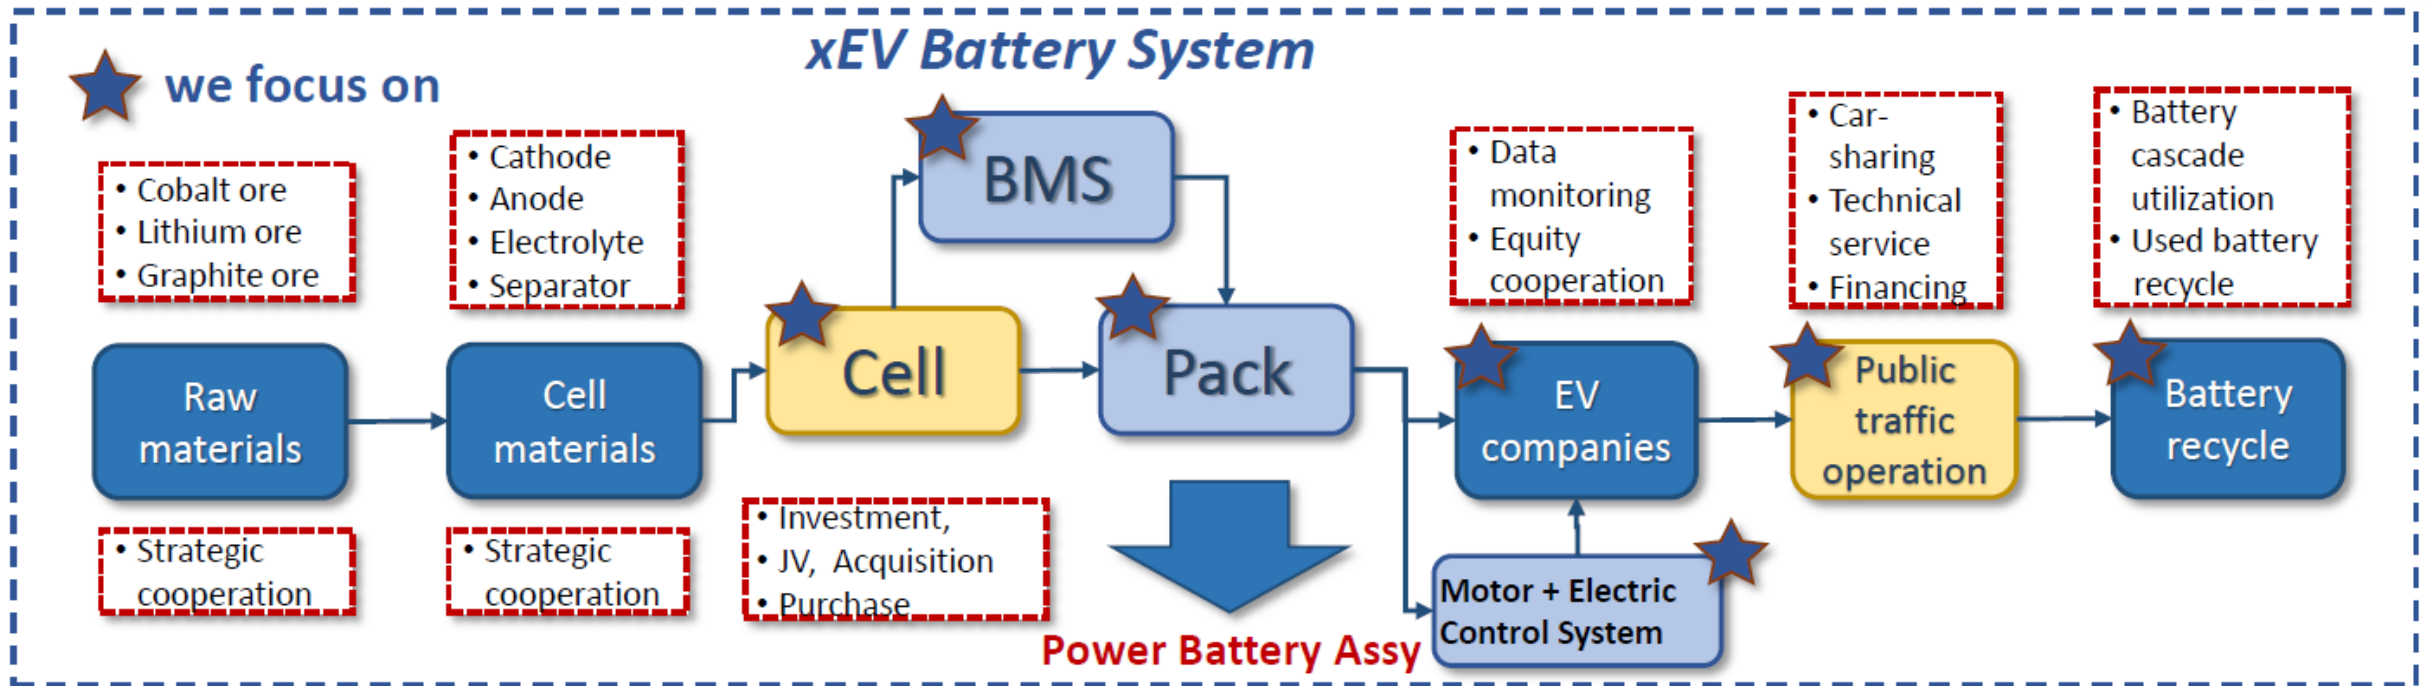 xEV Battery System
we focus on
• Cobalt ore
• Lithium ore
• Graphite ore
• Cathode
• Anode
• Electrolyte
• Separator
BMS
• Data
monitoring
• Equity
cooperation
• Car-
sharing
• Technical
service
• Financing
• Battery
cascade
utilization
• Used battery
recycle
Raw
materials
Cell
materials
Cell
Pack
EV
companies
Public
traffic
operation
Battery
recycle
• Strategic
cooperation
• Strategic
cooperation
• Investment,
• JV, Acquisition
• Purchase
Power Battery Assy
Motor + Electric
Control System